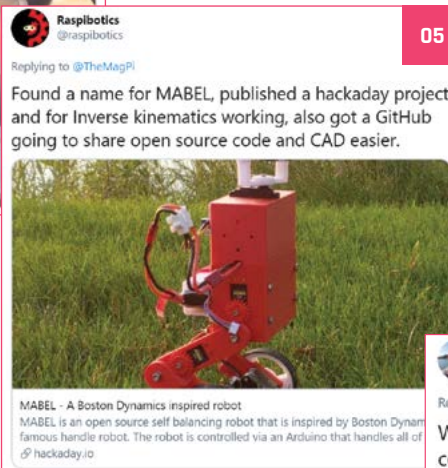 Raspibotics
@raspibotics
05
Replying to @TheMagPi
Found a name for MABEL, published a hackaday project
and for Inverse kinematics working, also got a GitHub
going to share open source code and CAD easier.
MABEL - A Boston Dynamics inspired robot
MABEL is an open source self balancing robot that is inspired by Boston Dynam
famous handle robot. The robot is controlled via an Arduino that handles all of
hackaday.io